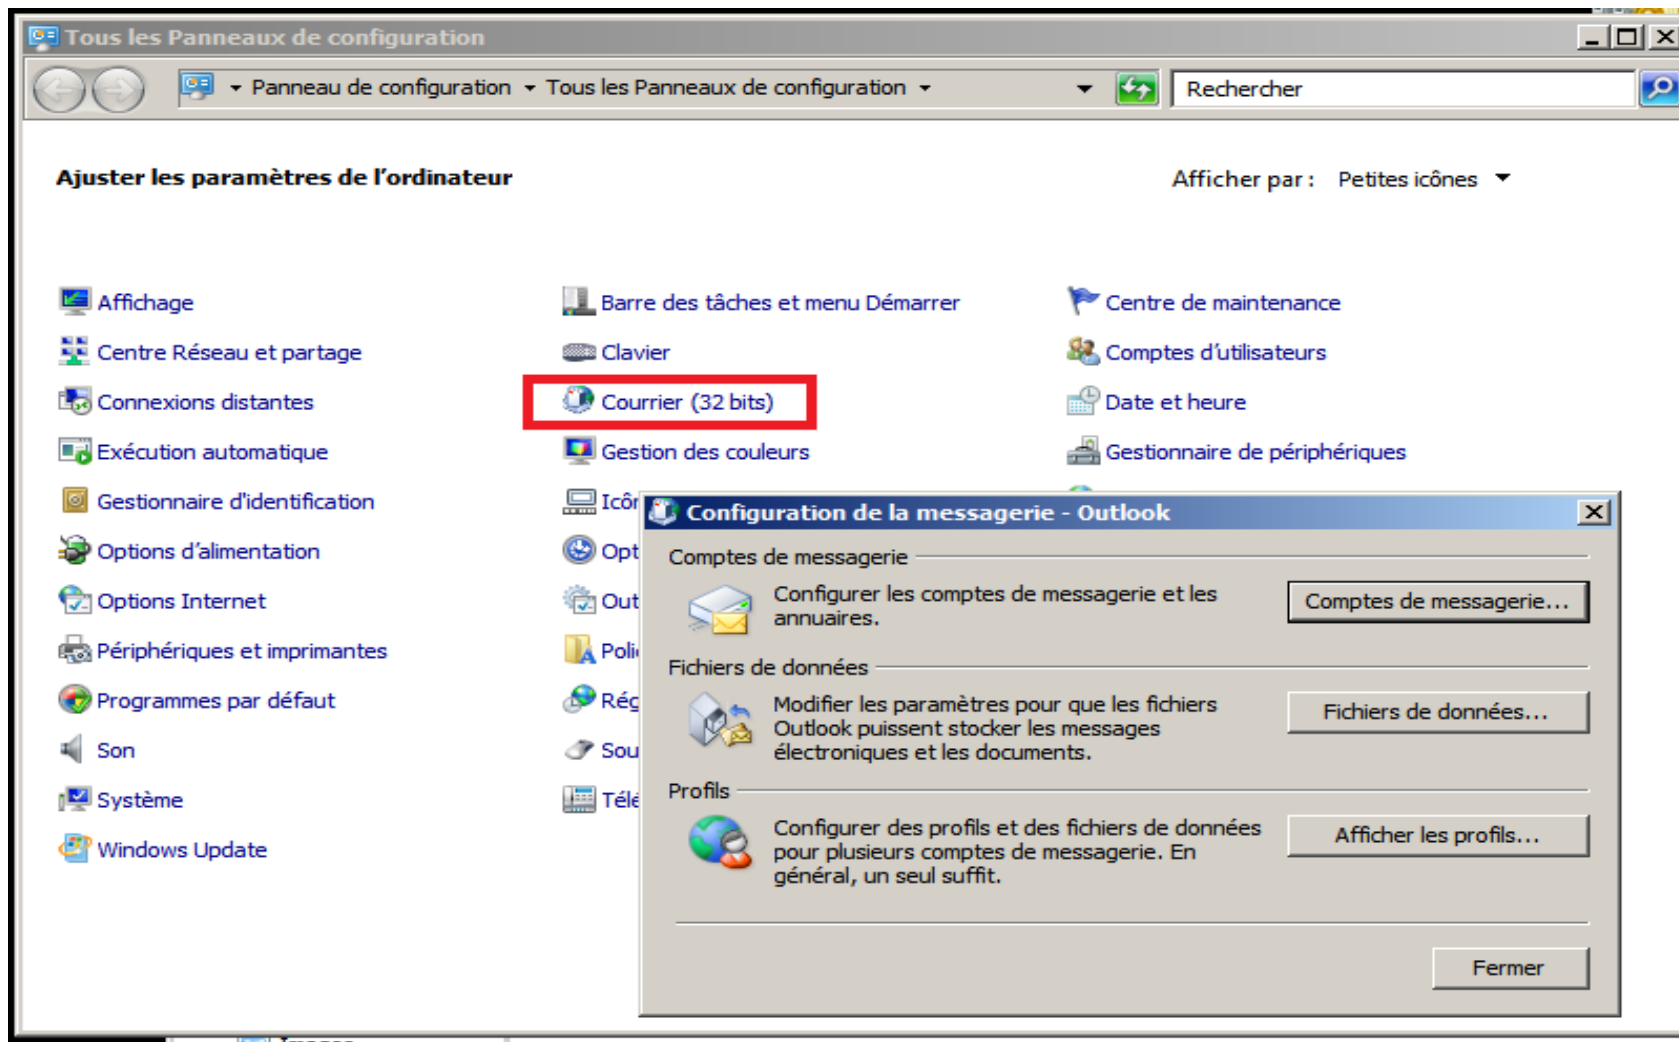 Tous les Panneaux de configuration
Panneau de configuration
Tous les Panneaux de configuration
Rechercher
Ajuster les paramètres de l'ordinateur
Afficher par :
Petites icônes
Affichage
Barre des tâches et menu Démarrer
Centre de maintenance
Centre Réseau et partage
Clavier
Comptes d'utilisateurs
Connexions distantes
Courrier (32 bits)
Date et heure
Exécution automatique
Gestion des couleurs
Gestionnaire de périphériques
Gestionnaire d'identification
Options d'alimentation
Options Internet
Périphériques et imprimantes
Programmes par défaut
Son
Système
Windows Update
Configuration de la messagerie - Outlook
Comptes de messagerie
Configurer les comptes de messagerie et les
annuaires.
Comptes de messagerie...
Fichiers de données
Modifier les paramètres pour que les fichiers
Outlook puissent stocker les messages
électroniques et les documents.
Fichiers de données...
Profils
Configurer des profils et des fichiers de données
pour plusieurs comptes de messagerie. En
général, un seul suffit.
Afficher les profils...
Fermer